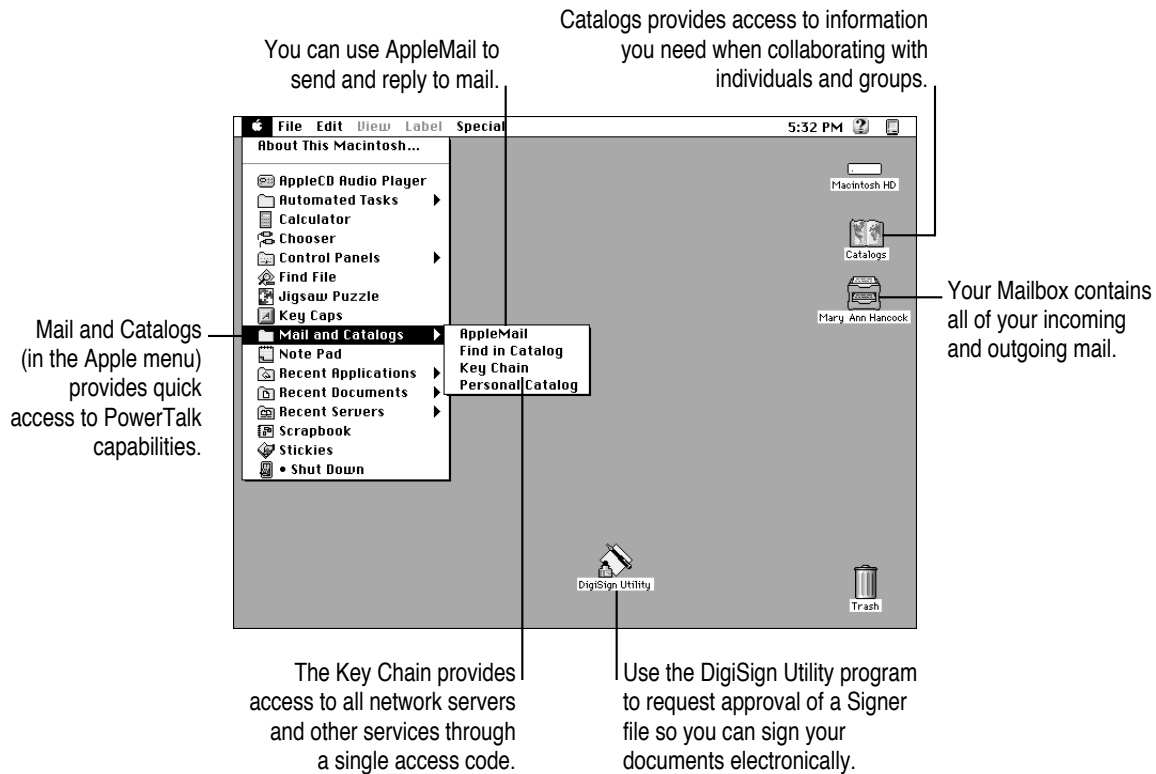 Catalogs provides access to information
you need when collaborating with
individuals and groups.
You can use AppleMail to
send and reply to mail.
File Edit View Label Special 5:32 PM
About This Macintosh...
AppleCD Audio Player
Automated Tasks
Calculator
Chooser
Control Panels
Find File
Jigsaw Puzzle
Key Caps
Mail and Catalogs
Note Pad
Recent Applications
Recent Documents
Recent Servers
Scrapbook
Stickies
• Shut Down
AppleMail
Find in Catalog
Key Chain
Personal Catalog
Macintosh HD
Catalogs
Mary Ann Hancock
DigiSign Utility
Trash
Mail and Catalogs
(in the Apple menu)
provides quick
access to PowerTalk
capabilities.
Your Mailbox contains
all of your incoming
and outgoing mail.
The Key Chain provides
access to all network servers
and other services through
a single access code.
Use the DigiSign Utility program
to request approval of a Signer
file so you can sign your
documents electronically.